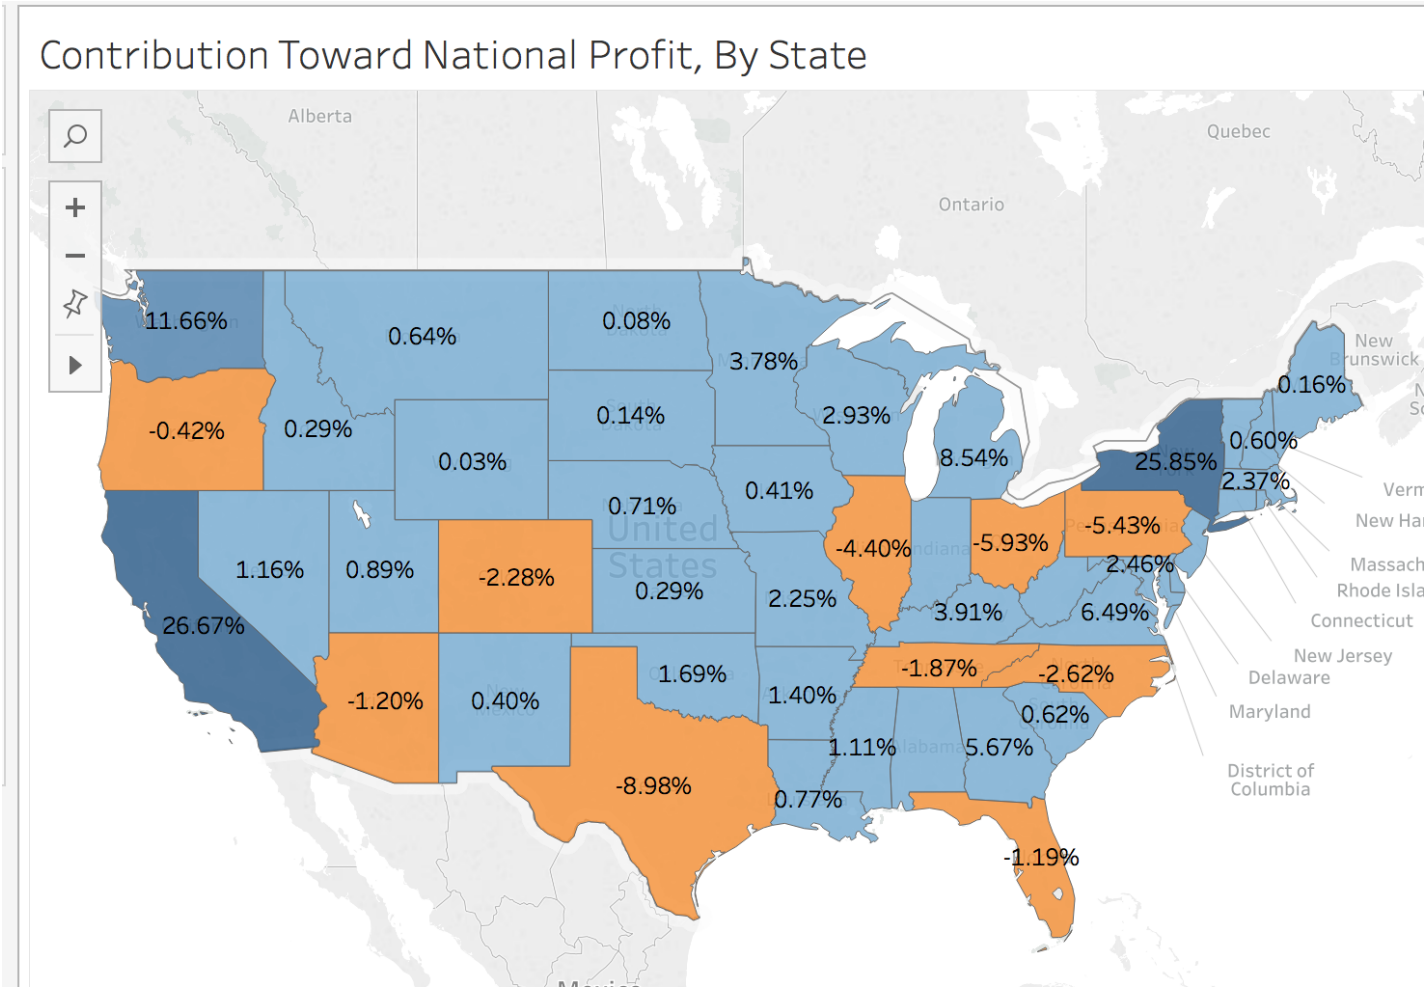 Contribution Toward National Profit, By State
Alberta
Quebec
Ontario
New
Brunswick
11.66%
0.64%
0.08%
3.78%
0.16%
-0.42%
0.29%
0.14%
2.93%
0.60%
0.03%
8.54%
25.85%
2.37%
0.41%
0.71%
United
States
-4.40%
Indiana
-5.93%
-5.43%
2.46%
1.16%
0.89%
-2.28%
0.29%
2.25%
3.91%
6.49%
26.67%
-1.87%
-2.62%
1.69%
-1.20%
0.40%
1.40%
0.62%
1.11%
Alabama
5.67%
-8.98%
0.77%
-1.19%
Verm
New Ha
Massach
Rhode Isla
Connecticut
New Jersey
Delaware
Maryland
District of
Columbia
Mexico